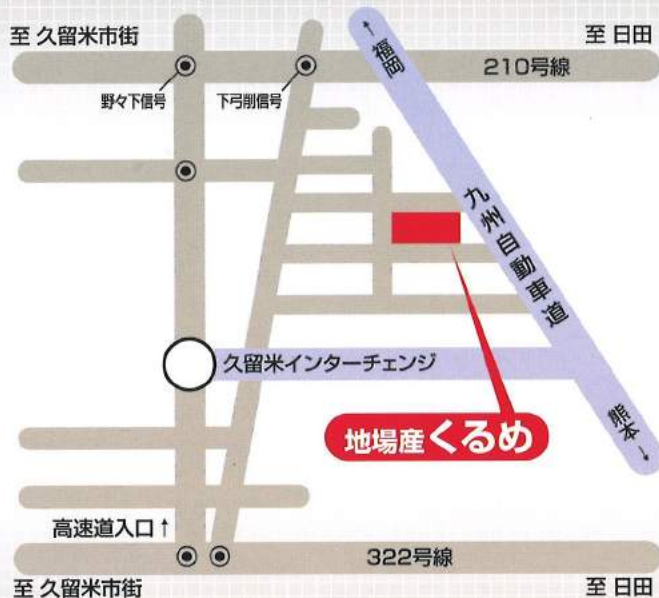 至 久留米市街
至 日田
↑福岡
210号線
野々下信号
下弓削信号
九州自動車道
久留米インターチェンジ
地場産くるめ
熊本↓
高速道入口↑
322号線
至 久留米市街
至 日田